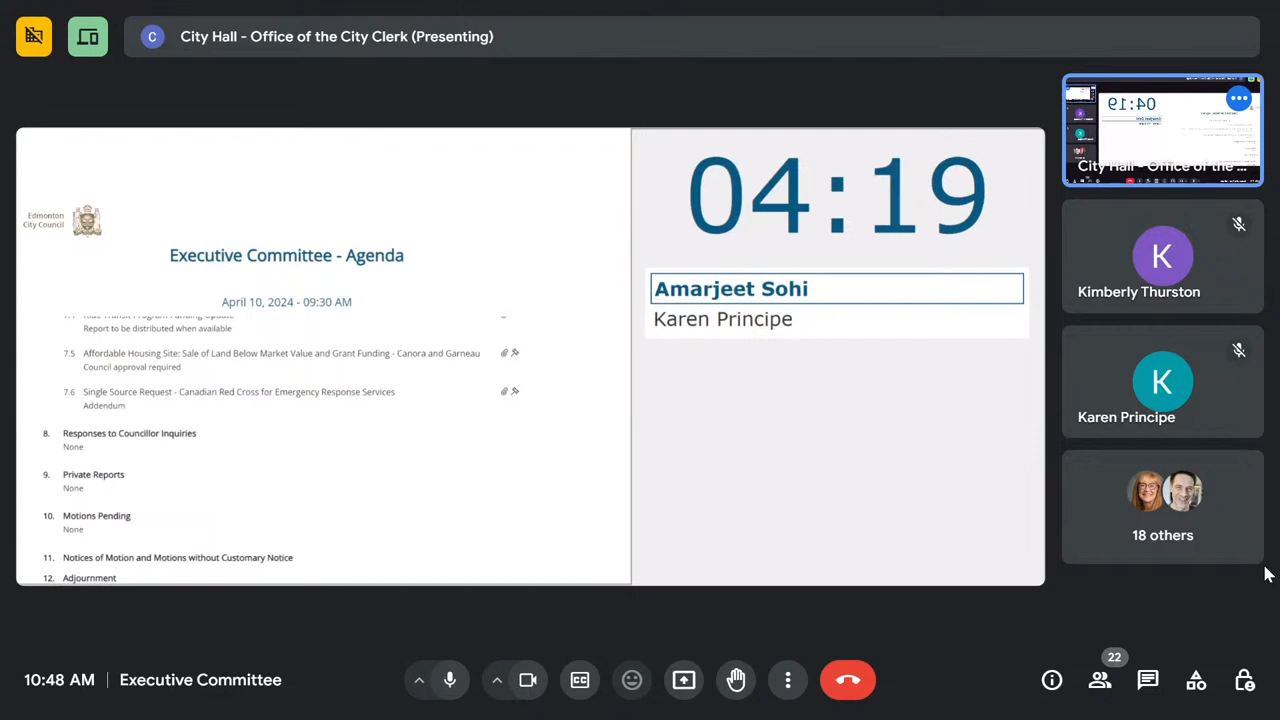 C
City Hall - Office of the City Clerk (Presenting)
Edmonton
City Council
Executive Committee - Agenda
April 10, 2024 - 09:30 AM
Report to be distributed when available
7.5 Affordable Housing Site: Sale of Land Below Market Value and Grant Funding - Canora and Garneau
Council approval required
7.6 Single Source Request - Canadian Red Cross for Emergency Response Services
Addendum
8. Responses to Councillor Inquiries
None
9. Private Reports
None
10. Motions Pending
None
11. Notices of Motion and Motions without Customary Notice
12. Adjournment
04:19
Amarjeet Sohi
Karen Principe
04:19
City Hall - Office of the ...
K
Kimberly Thurston
K
Karen Principe
18 others
10:48 AM | Executive Committee
CC
22